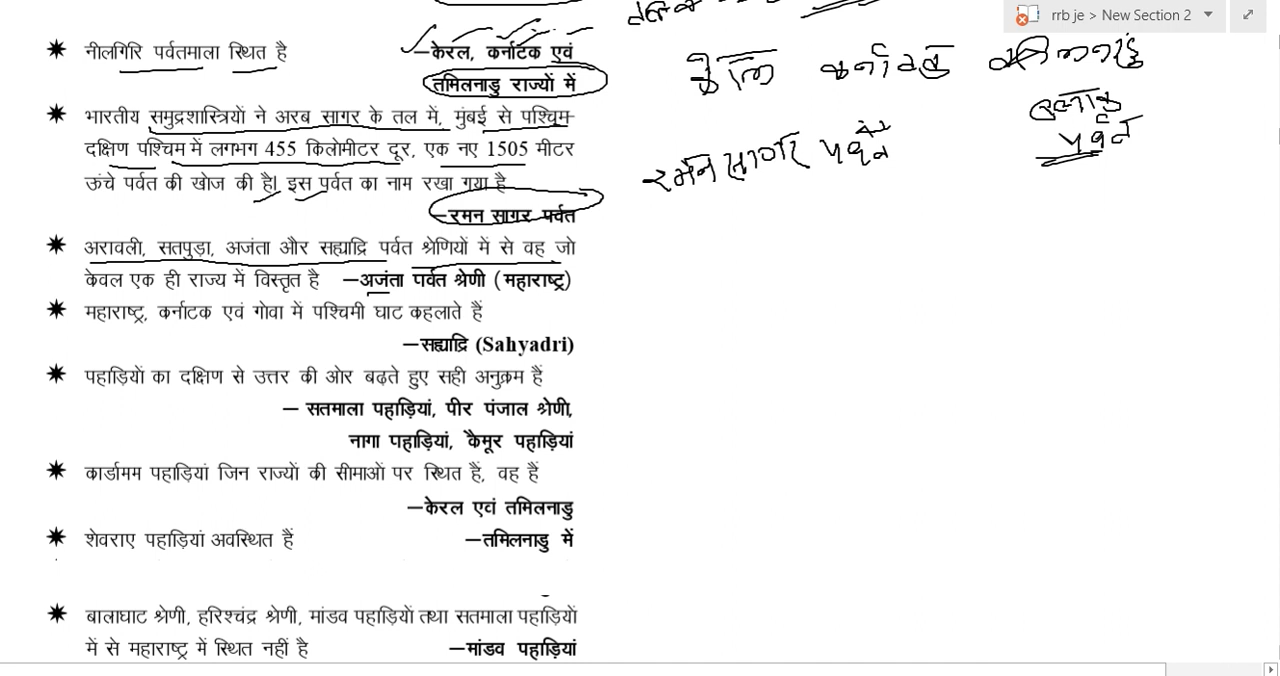 rrb je > New Section 2
नीलगिरि पर्वतमाला स्थित है —केरल, कर्नाटक एवं
तमिलनाडु राज्यों में
भारतीय समुद्रशास्त्रियों ने अरब सागर के तल में, मुंबई से पश्चिम-
दक्षिण पश्चिम में लगभग 455 किलोमीटर दूर, एक नए 1505 मीटर
ऊंचे पर्वत की खोज की है। इस पर्वत का नाम रखा गया है
—रमन सागर पर्वत
अरावली, सतपुड़ा, अजंता और सह्याद्रि पर्वत श्रेणियों में से वह जो
केवल एक ही राज्य में विस्तृत है —अजंता पर्वत श्रेणी (महाराष्ट्र)
महाराष्ट्र, कर्नाटक एवं गोवा में पश्चिमी घाट कहलाते हैं
—सह्याद्रि (Sahyadri)
पहाड़ियों का दक्षिण से उत्तर की ओर बढ़ते हुए सही अनुक्रम हैं
— सतमाला पहाड़ियां, पीर पंजाल श्रेणी,
नागा पहाड़ियां, कैमूर पहाड़ियां
कार्डामम पहाड़ियां जिन राज्यों की सीमाओं पर स्थित हैं, वह हैं
—केरल एवं तमिलनाडु
शेवराए पहाड़ियां अवस्थित हैं —तमिलनाडु में
बालाघाट श्रेणी, हरिश्चंद्र श्रेणी, मांडव पहाड़ियों तथा सतमाला पहाड़ियों
में से महाराष्ट्र में स्थित नहीं है —मांडव पहाड़ियां
रमन सागर पर्वत
पर्वत